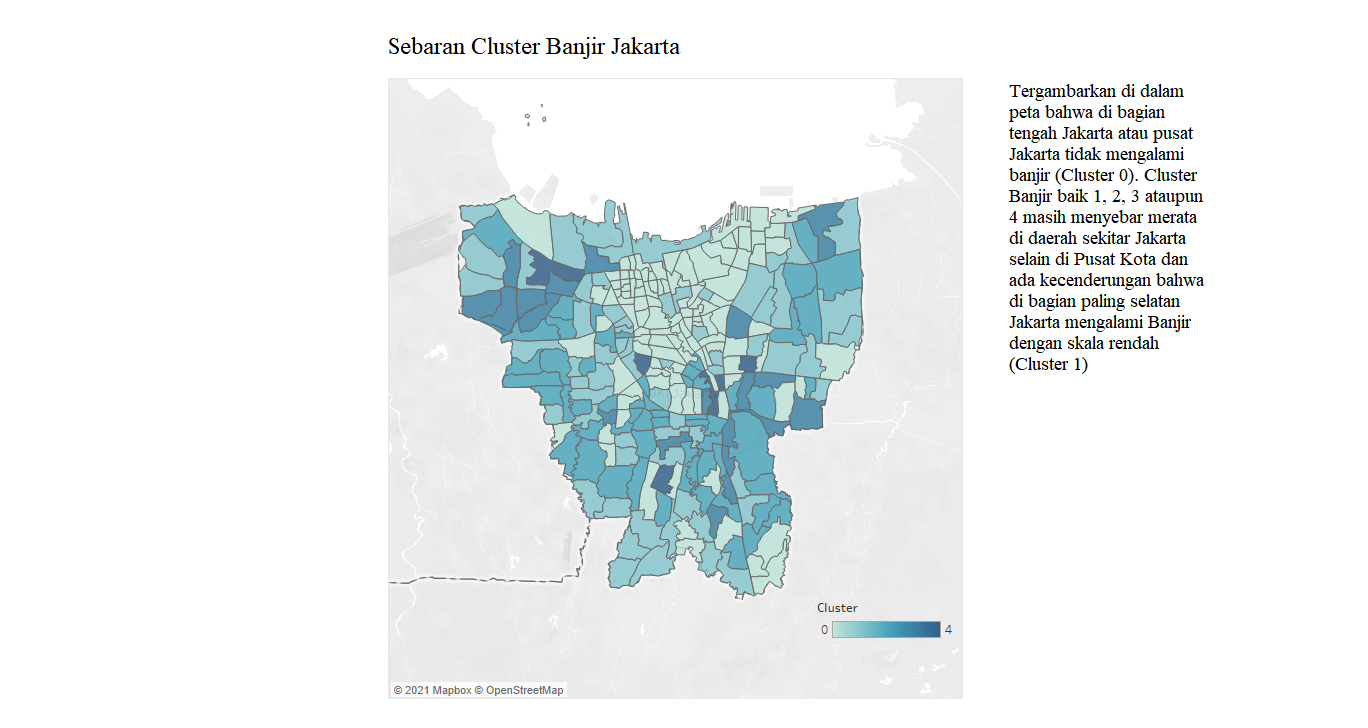 Sebaran Cluster Banjir Jakarta
Tergambarkan di dalam
peta bahwa di bagian
tengah Jakarta atau pusat
Jakarta tidak mengalami
banjir (Cluster 0). Cluster
Banjir baik 1, 2, 3 ataupun
4 masih menyebar merata
di daerah sekitar Jakarta
selain di Pusat Kota dan
ada kecenderungan bahwa
di bagian paling selatan
Jakarta mengalami Banjir
dengan skala rendah
(Cluster 1)
Cluster
0 4
© 2021 Mapbox © OpenStreetMap